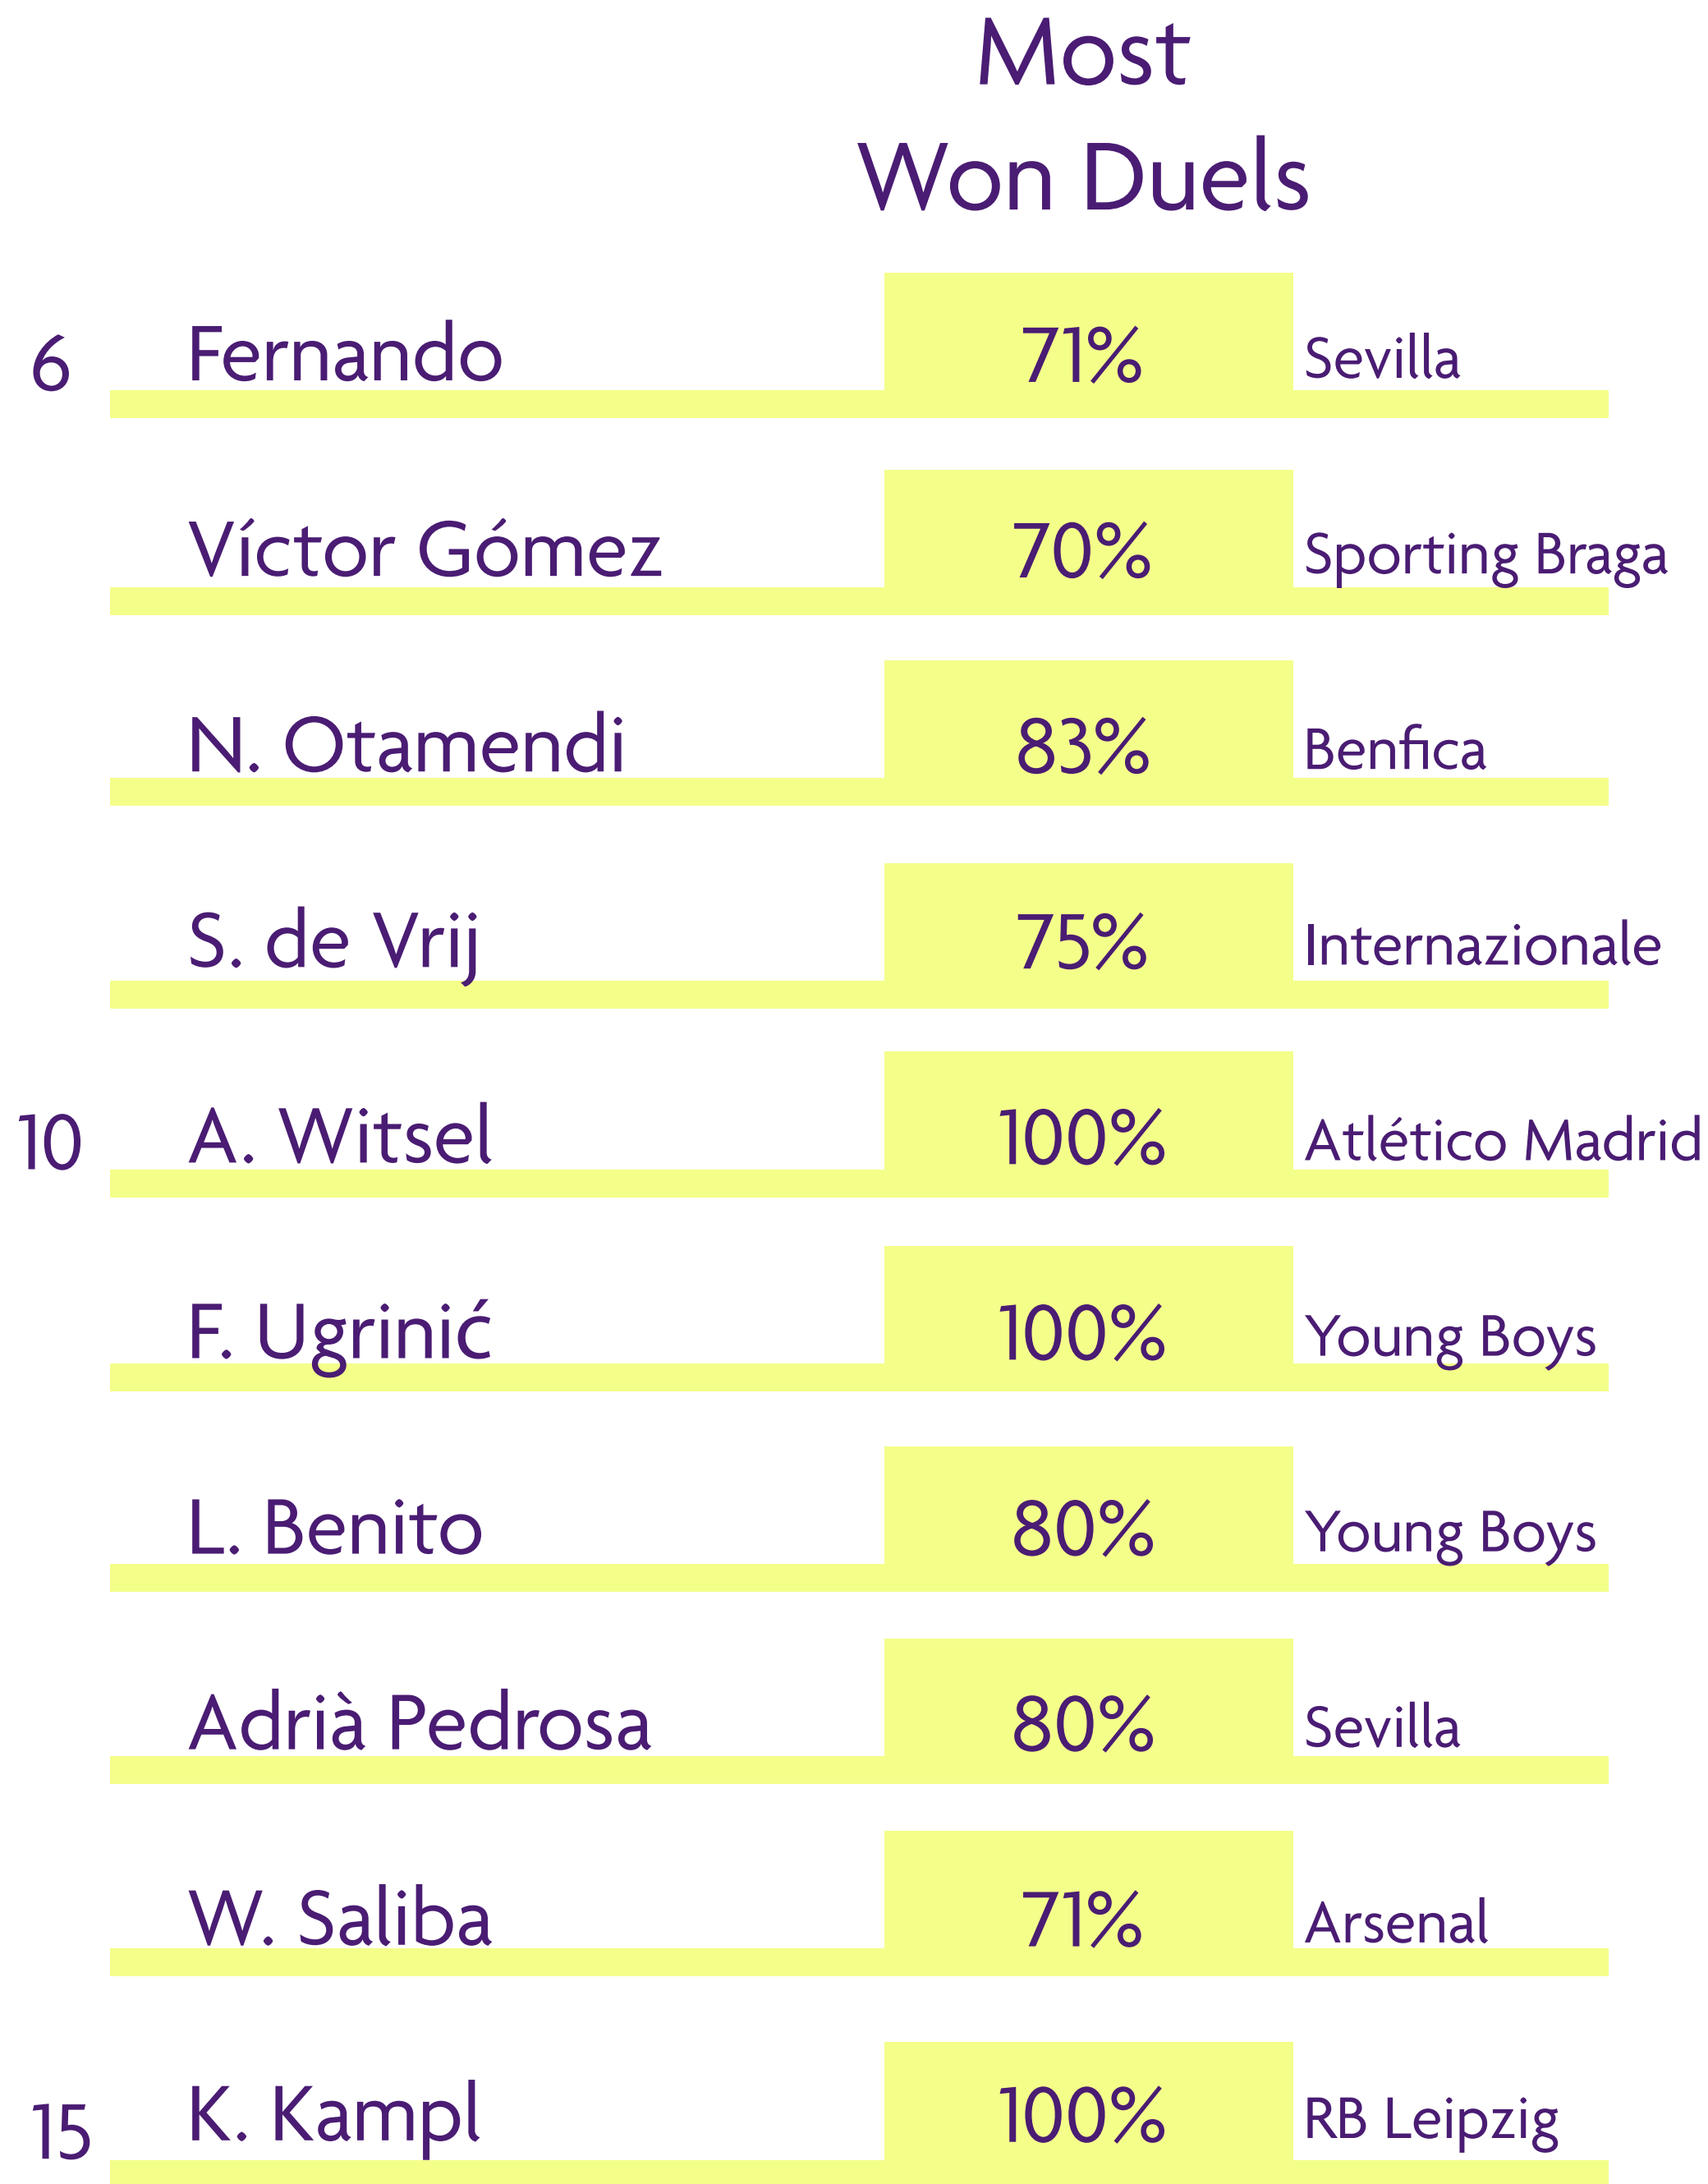 Most
Won Duels
6 Fernando 71% Sevilla
Víctor Gómez 70% Sporting Braga
N. Otamendi 83% Benfica
S. de Vrij 75% Internazionale
10 A. Witsel 100% Atlético Madrid
F. Ugrinić 100% Young Boys
L. Benito 80% Young Boys
Adrià Pedrosa 80% Sevilla
W. Saliba 71% Arsenal
15 K. Kampl 100% RB Leipzig